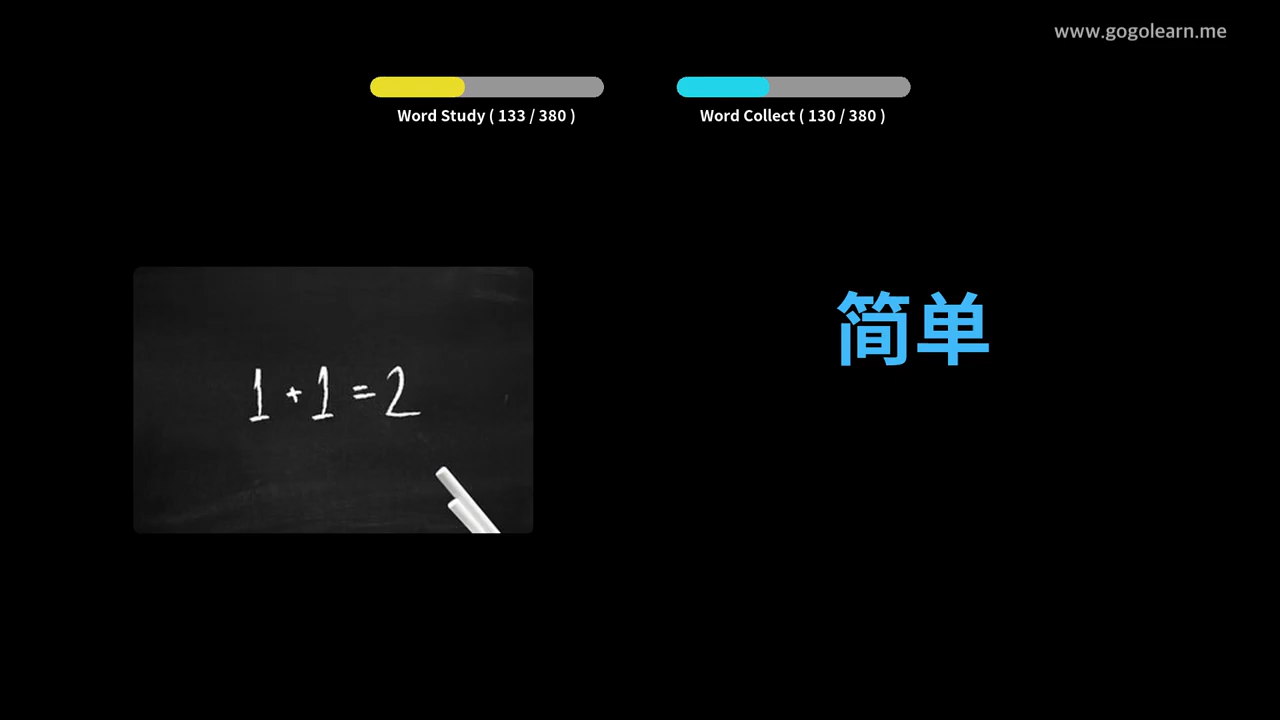 www.gogolearn.me
Word Study ( 133 / 380 )
Word Collect ( 130 / 380 )
简单
1 + 1 = 2